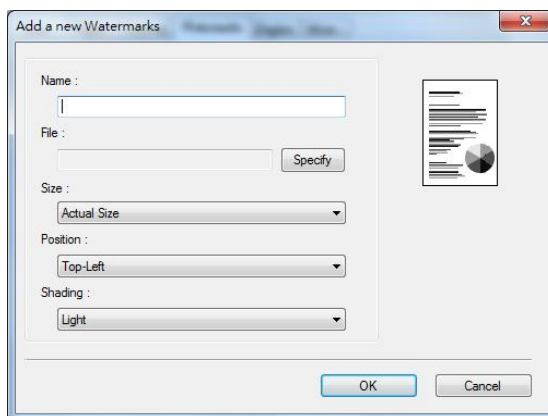 Add a new Watermarks
Name :
File :
Specify
Size :
Actual Size
Position :
Top-Left
Shading :
Light
OK
Cancel